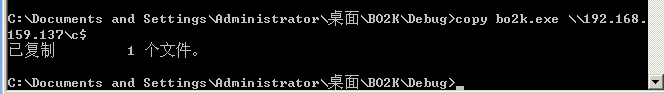 C:\Documents and Settings\Administrator\桌面\BO2K\Debug>copy bo2k.exe \\192.168.
159.137\c$
已复制         1 个文件。
C:\Documents and Settings\Administrator\桌面\BO2K\Debug>